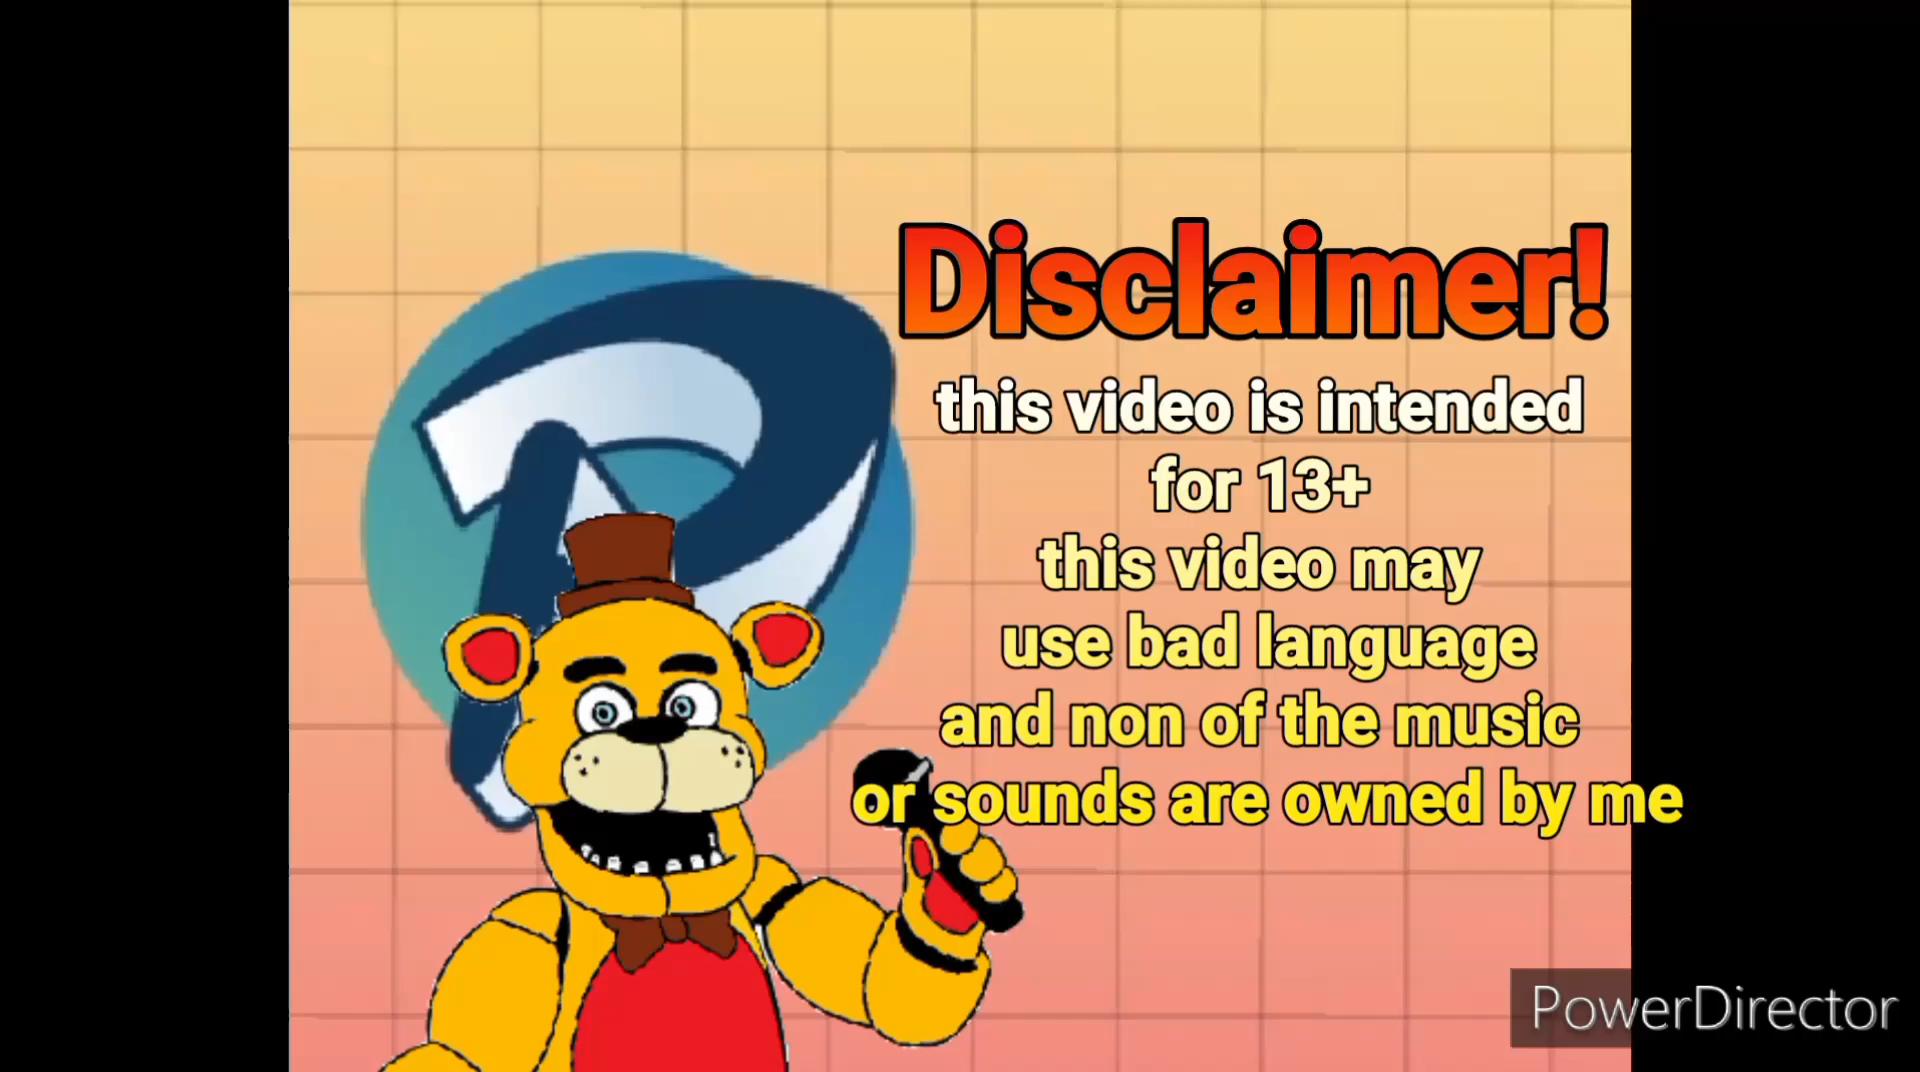 Disclaimer!
this video is intended
for 13+
this video may
use bad language
and non of the music
or sounds are owned by me
PowerDirector